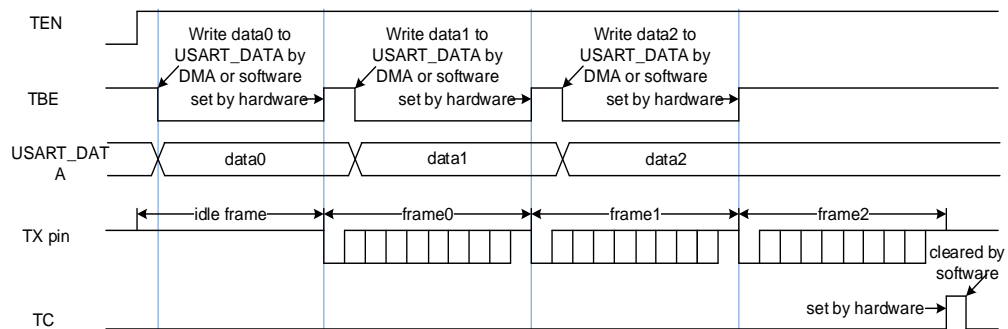 TEN
Write data0 to
USART_DATA by
DMA or software
Write data1 to
USART_DATA by
DMA or software
Write data2 to
USART_DATA by
DMA or software
TBE
set by hardware
set by hardware
set by hardware
USART_DAT
A
data0
data1
data2
idle frame
frame0
frame1
frame2
TX pin
cleared by
software
set by hardware
TC